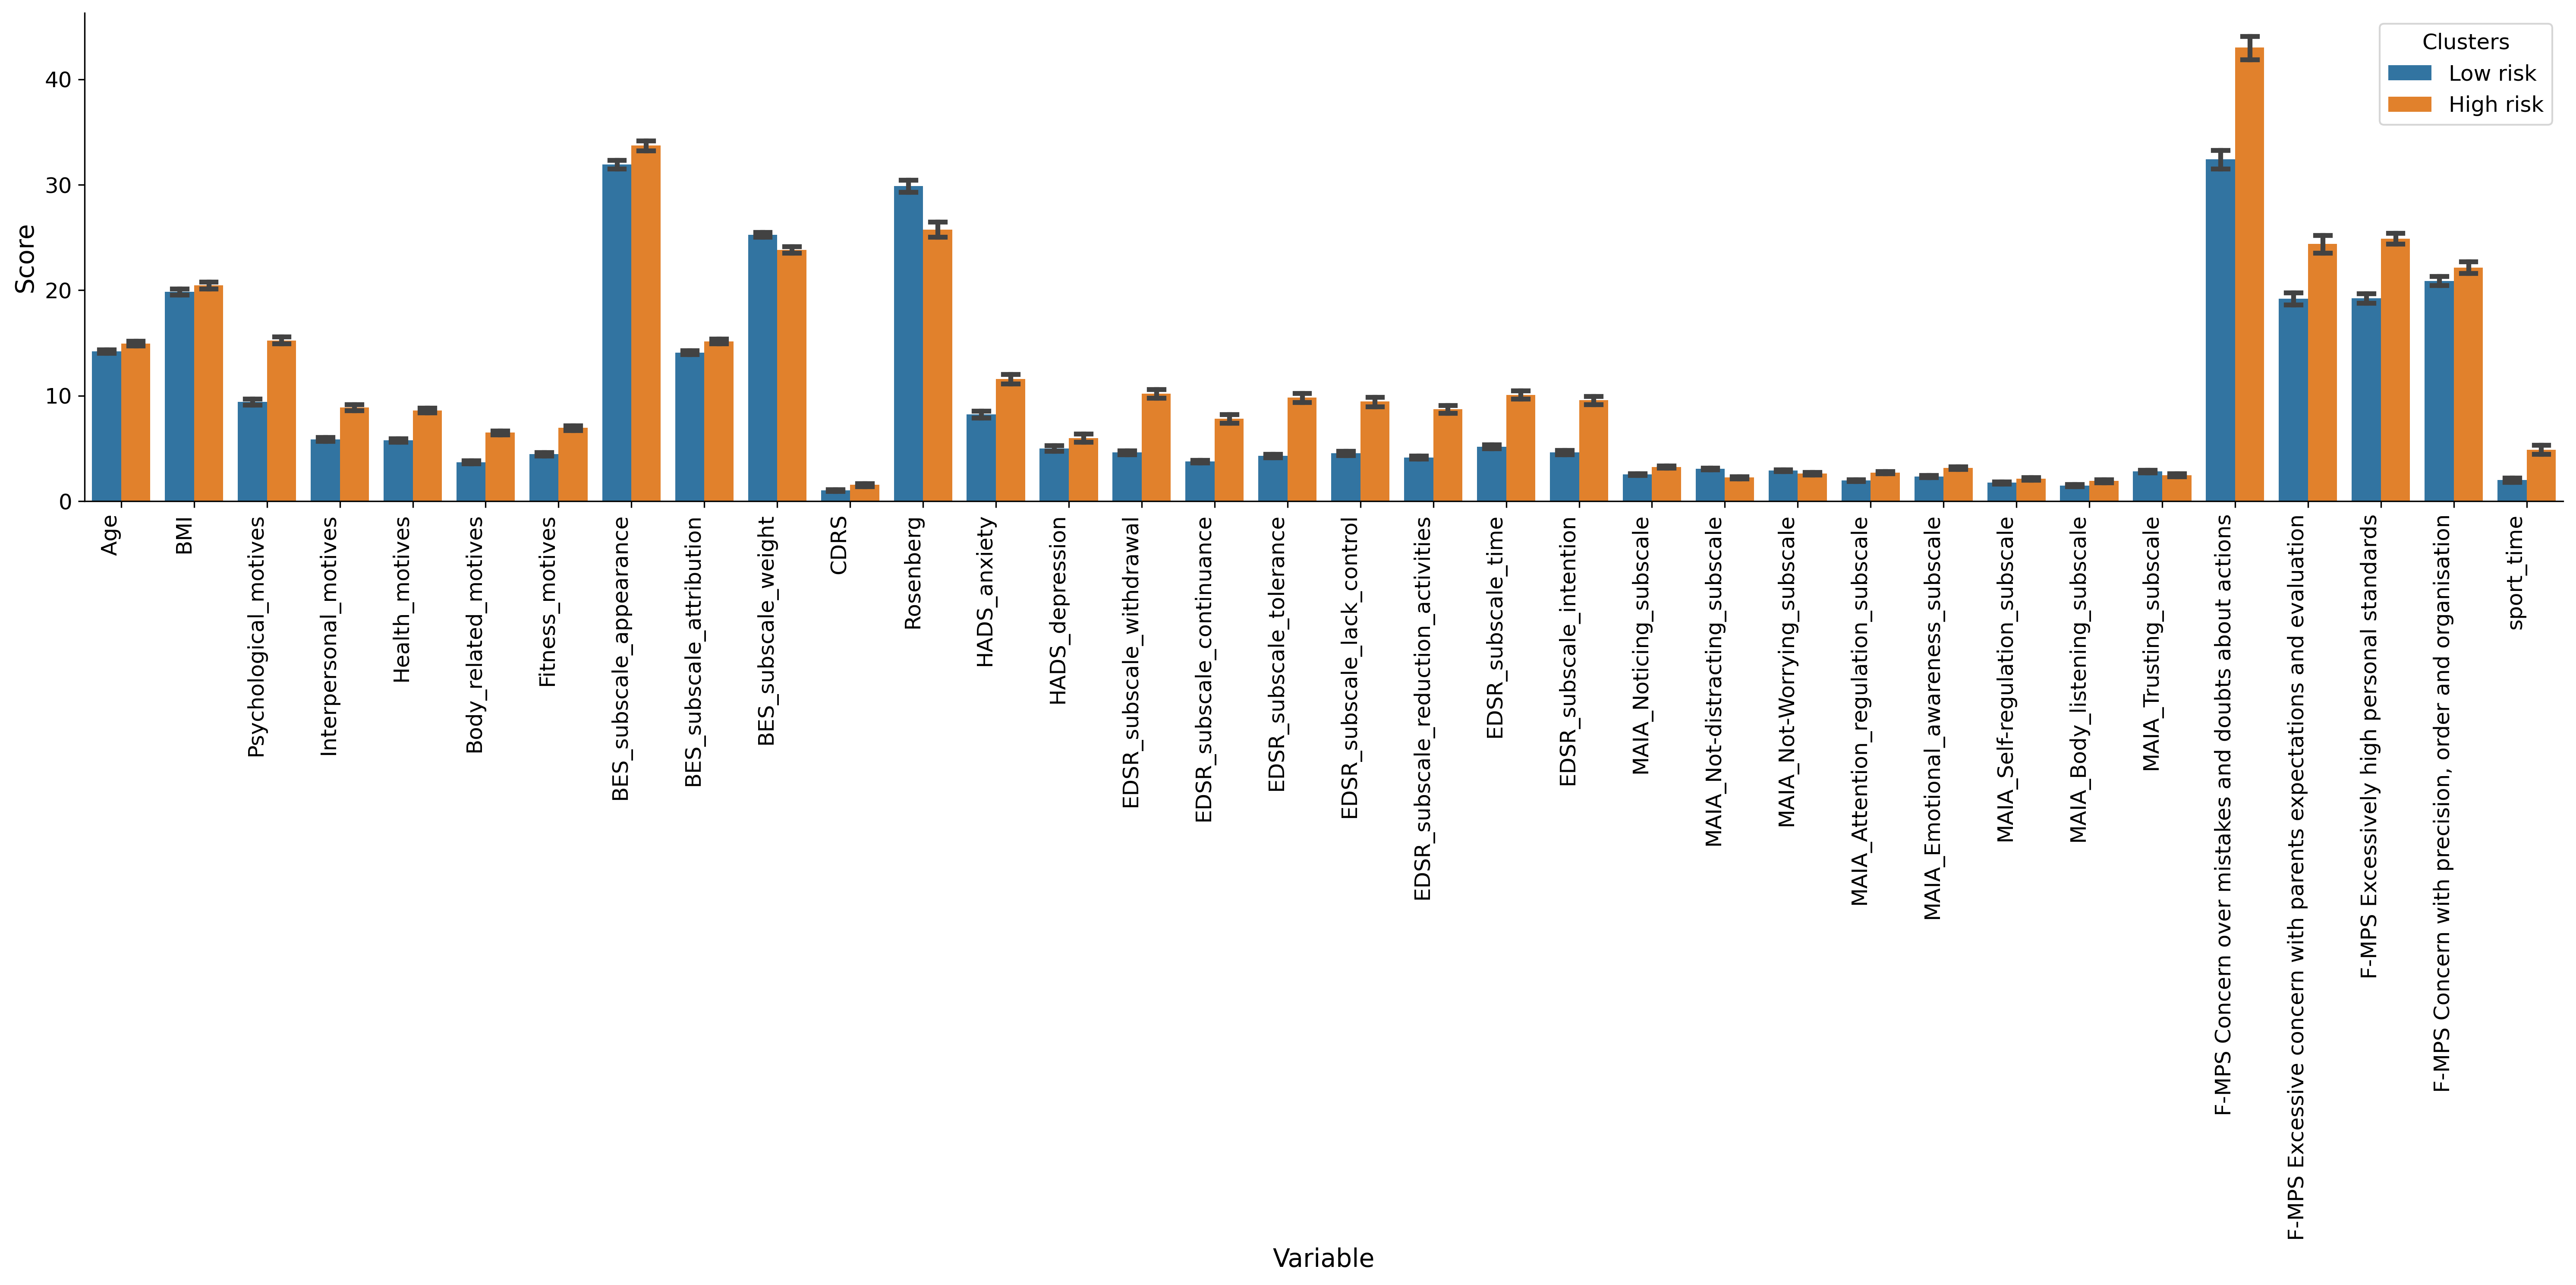 Clusters
Low risk
High risk
Score
40
30
20
10
0
Age
BMI
Psychological_motives
Interpersonal_motives
Health_motives
Body_related_motives
Fitness_motives
BES_subscale_appearance
BES_subscale_attribution
BES_subscale_weight
CDRS
Rosenberg
HADS_anxiety
HADS_depression
EDSR_subscale_withdrawal
EDSR_subscale_continuance
EDSR_subscale_tolerance
EDSR_subscale_lack_control
EDSR_subscale_reduction_activities
EDSR_subscale_time
EDSR_subscale_intention
MAIA_Noticing_subscale
MAIA_Not-distracting_subscale
MAIA_Not-Worrying_subscale
MAIA_Attention_regulation_subscale
MAIA_Emotional_awareness_subscale
MAIA_Self-regulation_subscale
MAIA_Body_listening_subscale
MAIA_Trusting_subscale
F-MPS Concern over mistakes and doubts about actions
F-MPS Excessive concern with parents expectations and evaluation
F-MPS Excessively high personal standards
F-MPS Concern with precision, order and organisation
sport_time
Variable